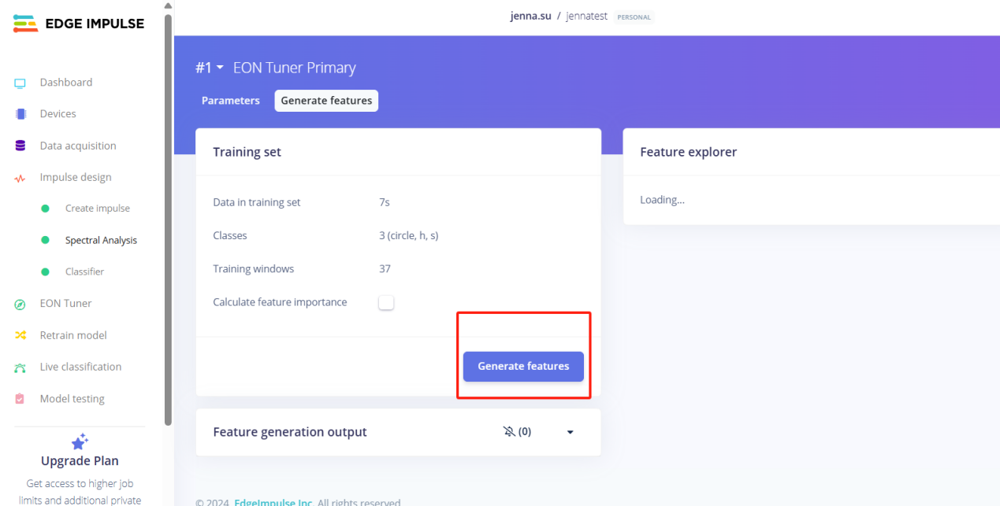 EDGE IMPULSE
jenna.su / jennatest PERSONAL
#1 EON Tuner Primary
Parameters Generate features
Dashboard
Devices
Data acquisition
Impulse design
Create impulse
Spectral Analysis
Classifier
EON Tuner
Retrain model
Live classification
Model testing
Upgrade Plan
Get access to higher job
limits and additional private
Training set
Data in training set 7s
Classes 3 (circle, h, s)
Training windows 37
Calculate feature importance
Generate features
Feature generation output (0)
Feature explorer
Loading...
© 2024 EdgeImpulse Inc. All rights reserved